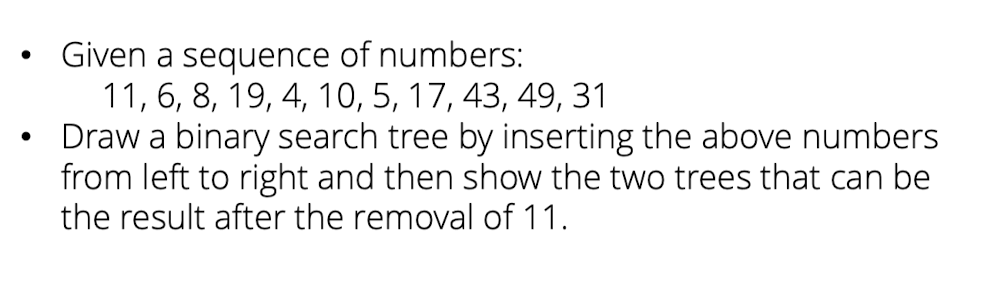 • Given a sequence of numbers:
11, 6, 8, 19, 4, 10, 5, 17, 43, 49, 31
• Draw a binary search tree by inserting the above numbers
from left to right and then show the two trees that can be
the result after the removal of 11.